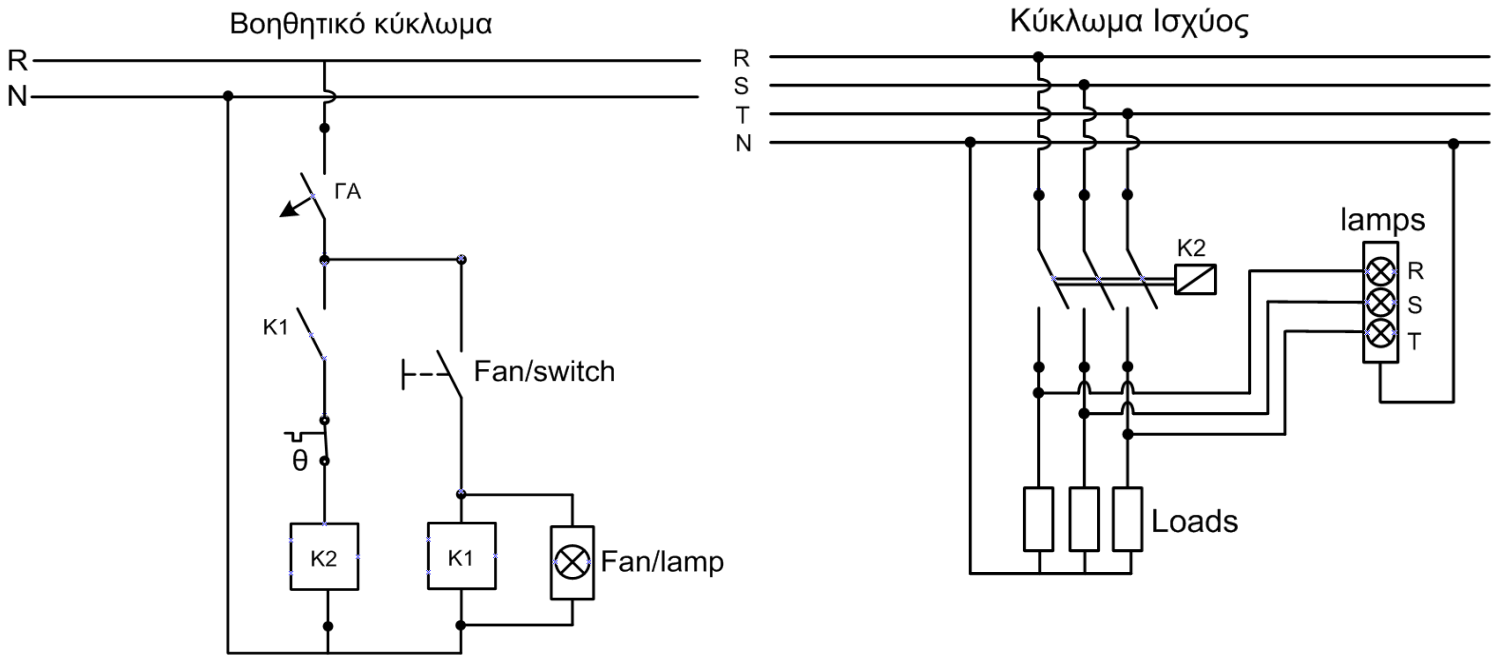 Βοηθητικό κύκλωμα
R
N
ΓΑ
K1
Fan/switch
θ
K2
K1
Fan/lamp
Κύκλωμα Ισχύος
R
S
T
N
lamps
K2
R
S
T
Loads